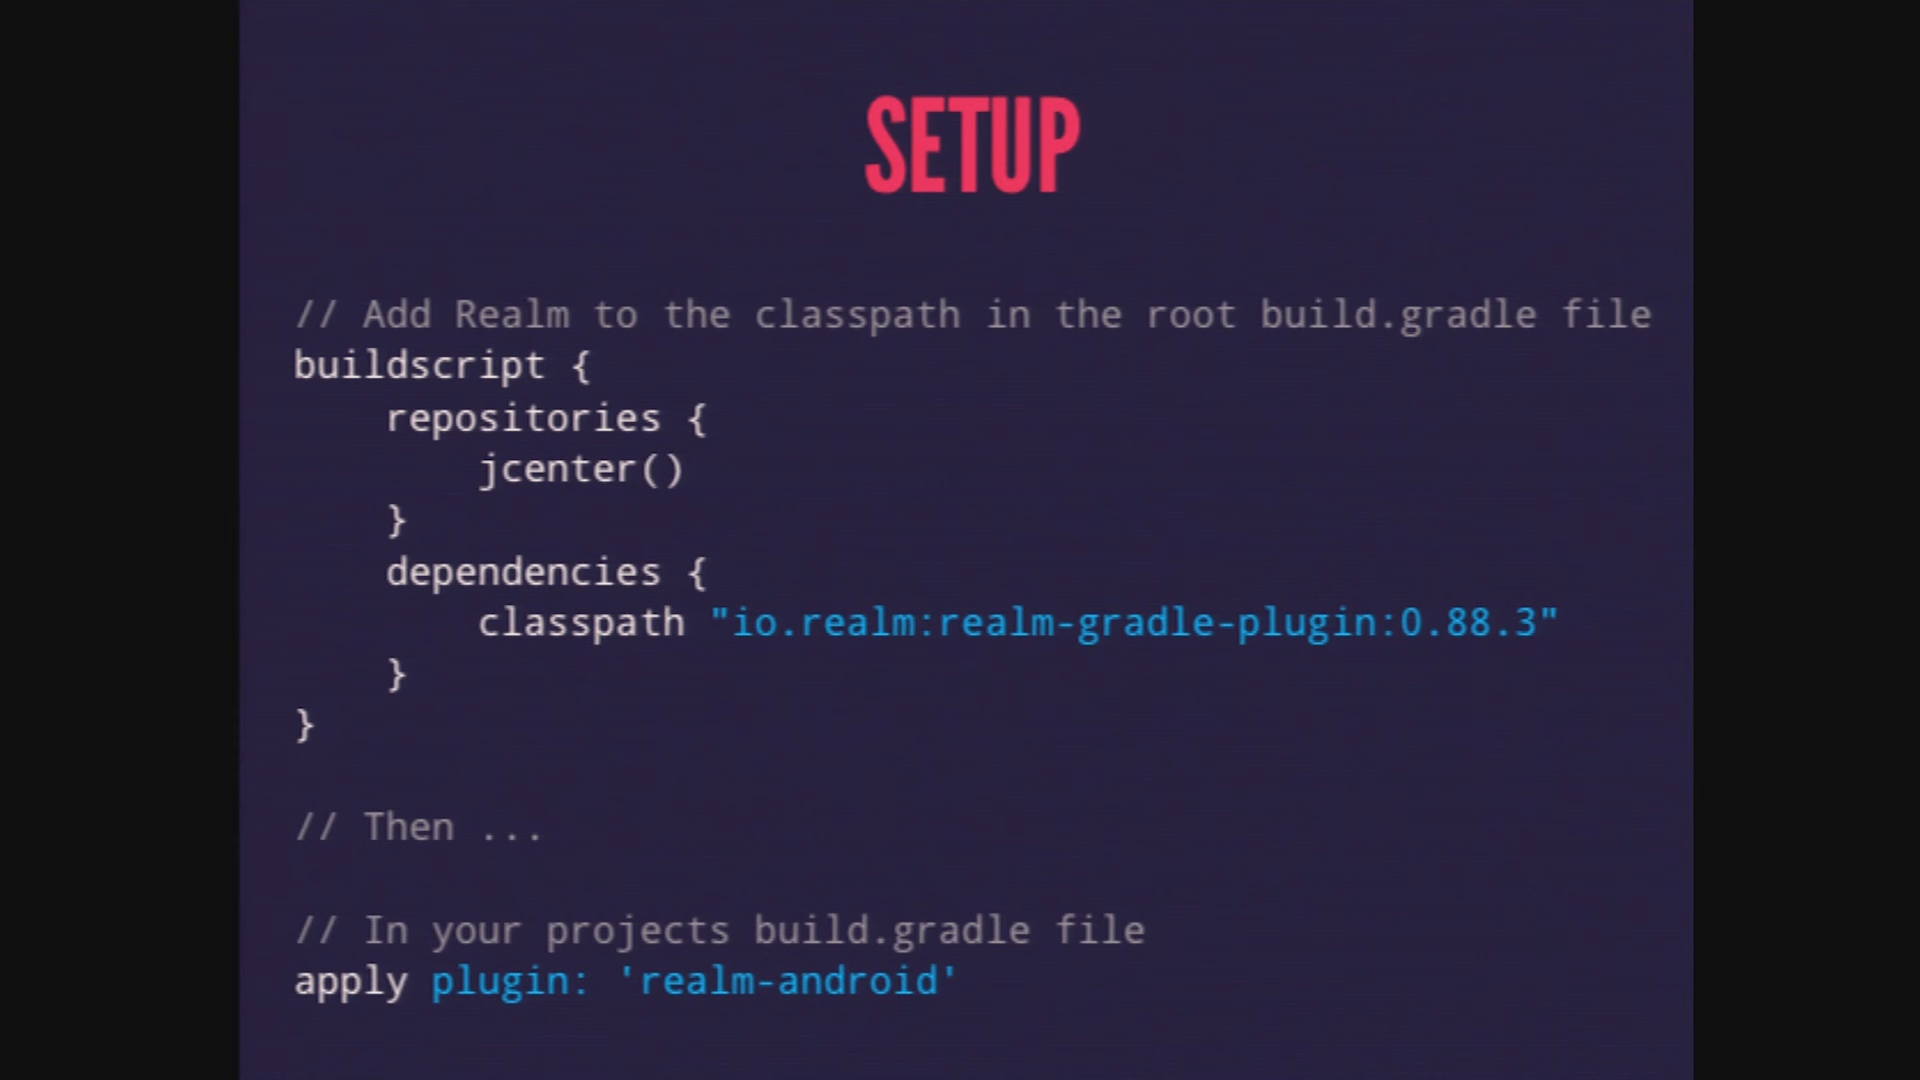 SETUP
// Add Realm to the classpath in the root build.gradle file
buildscript {
    repositories {
        jcenter()
    }
    dependencies {
        classpath "io.realm:realm-gradle-plugin:0.88.3"
    }
}
// Then ...
// In your projects build.gradle file
apply plugin: 'realm-android'